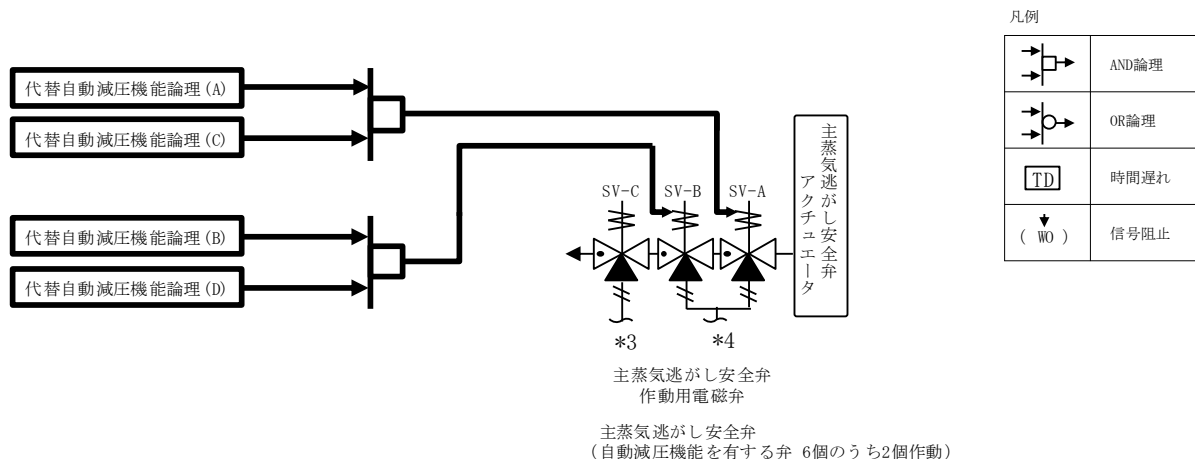 凡例
AND論理
OR論理
TD
時間遅れ
( WO )
信号阻止
代替自動減圧機能論理(A)
代替自動減圧機能論理(C)
代替自動減圧機能論理(B)
代替自動減圧機能論理(D)
SV-C
SV-B
SV-A
主蒸気逃がし安全弁
アクチュエータ
*3
*4
主蒸気逃がし安全弁
作動用電磁弁
主蒸気逃がし安全弁
(自動減圧機能を有する弁 6個のうち2個作動)